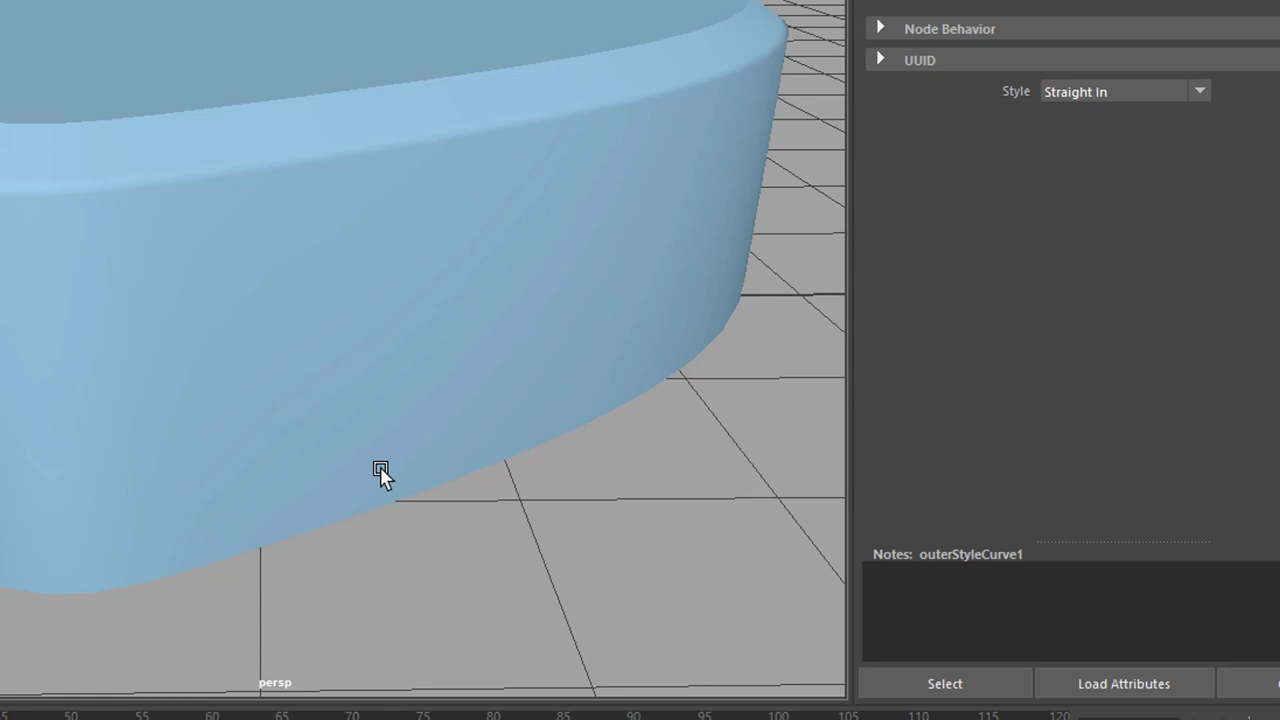 Node Behavior
UUID
Style Straight In
Notes: outerStyleCurve1
persp
Select Load Attributes
50 55 60 65 70 75 80 85 90 95 100 105 110 115 120